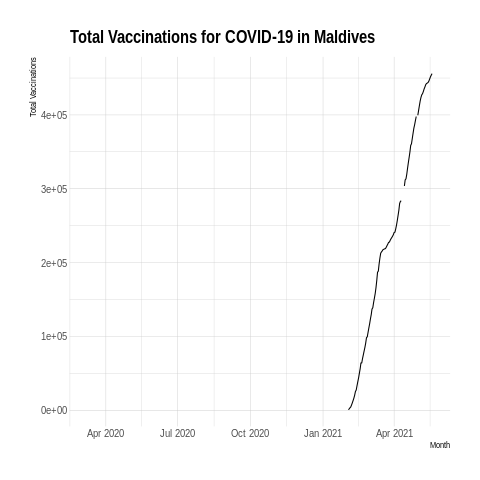 Total Vaccinations for COVID-19 in Maldives
Total Vaccinations
4e+05
3e+05
2e+05
1e+05
0e+00
Apr 2020 Jul 2020 Oct 2020 Jan 2021 Apr 2021
Month